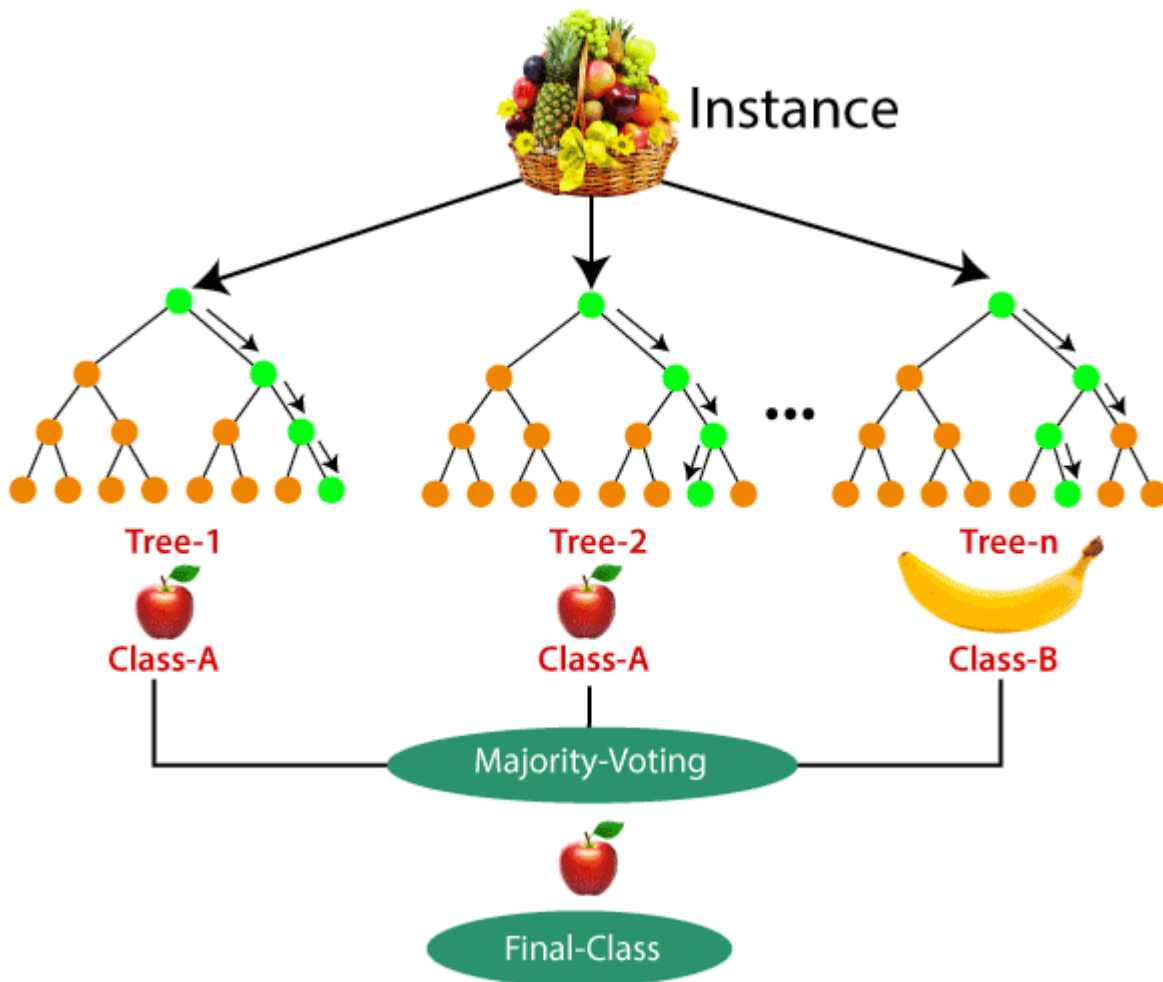 Instance
Tree-1
Tree-2
Tree-n
Class-A
Class-A
Class-B
Majority-Voting
Final-Class